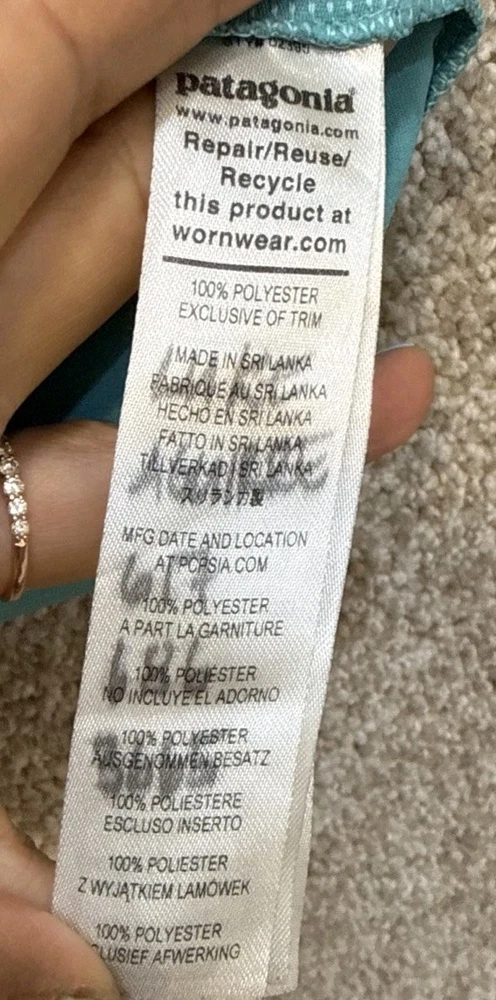 patagonia®
www.patagonia.com
Repair/Reuse/
Recycle
this product at
wornwear.com
100% POLYESTER
EXCLUSIVE OF TRIM
MADE IN SRI LANKA
FABRIQUE AU SRI LANKA
HECHO EN SRI LANKA
FATTO IN SRI LANKA
TILLVERKAD I SRI LANKA
スリランカ製
MFG DATE AND LOCATION
AT PCPSIA.COM
100% POLYESTER
A PART LA GARNITURE
100% POLIÉSTER
NO INCLUYE EL ADORNO
100% POLYESTER
AUSGENOMMEN BESATZ
100% POLIESTERE
ESCLUSO INSERTO
100% POLIESTER
Z WYJĄTKIEM LAMÓWEK
100% POLYESTER
LUSIEF AFWERKING